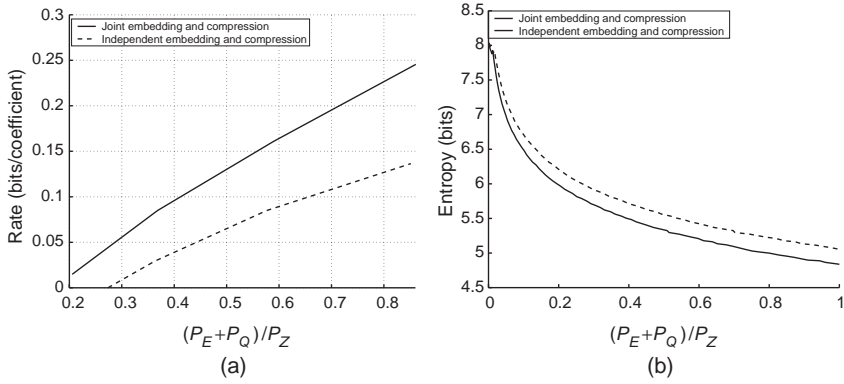 Joint embedding and compression
Independent embedding and compression
0.3
0.25
0.2
0.15
0.1
0.05
0
Rate (bits/coefficient)
0.2 0.3 0.4 0.5 0.6 0.7 0.8
(P_E+P_Q)/P_Z
(a)
Joint embedding and compression
Independent embedding and compression
8.5
8
7.5
7
6.5
6
5.5
5
4.5
Entropy (bits)
0 0.2 0.4 0.6 0.8 1
(P_E+P_Q)/P_Z
(b)